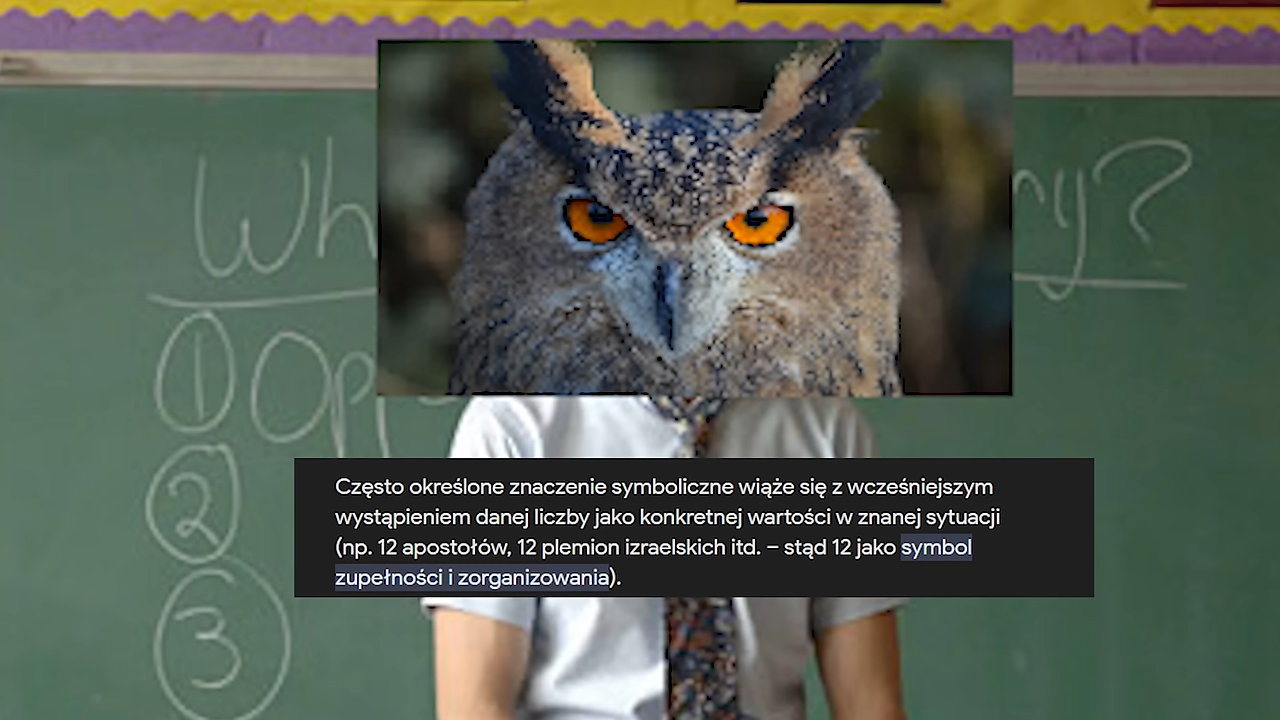 Wh ry?
① Op
②
③
Często określone znaczenie symboliczne wiąże się z wcześniejszym
wystąpieniem danej liczby jako konkretnej wartości w znanej sytuacji
(np. 12 apostołów, 12 plemion izraelskich itd. – stąd 12 jako symbol
zupełności i zorganizowania).